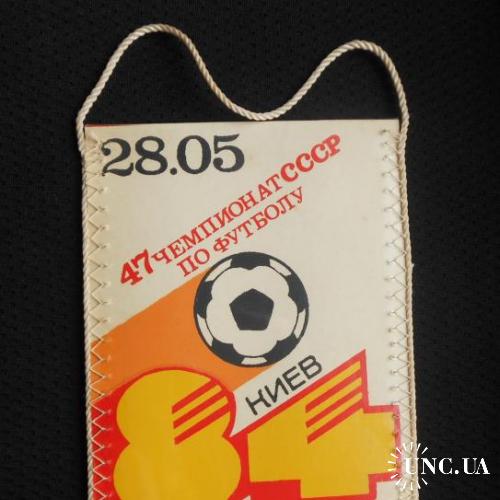 28.05
47 ЧЕМПИОНАТ СССР
ПО ФУТБОЛУ
КИЕВ
84
UNC.UA